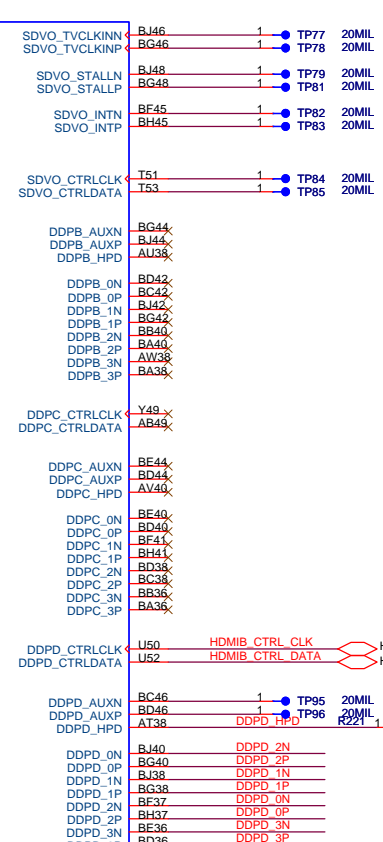 SDVO_TVCLKINN BJ46 1 TP77 20MIL
SDVO_TVCLKINP BG46 1 TP78 20MIL
SDVO_STALLN BJ48 1 TP79 20MIL
SDVO_STALLP BG48 1 TP81 20MIL
SDVO_INTN BF45 1 TP82 20MIL
SDVO_INTP BH45 1 TP83 20MIL
SDVO_CTRLCLK T51 1 TP84 20MIL
SDVO_CTRLDATA T53 1 TP85 20MIL
DDPB_AUXN BG44
DDPB_AUXP BJ44
DDPB_HPD AU38
DDPB_0N BD42
DDPB_0P BC42
DDPB_1N BJ42
DDPB_1P BG42
DDPB_2N BB40
DDPB_2P BA40
DDPB_3N AW38
DDPB_3P BA38
DDPC_CTRLCLK Y49
DDPC_CTRLDATA AB49
DDPC_AUXN BE44
DDPC_AUXP BD44
DDPC_HPD AV40
DDPC_0N BE40
DDPC_0P BD40
DDPC_1N BF41
DDPC_1P BH41
DDPC_2N BD38
DDPC_2P BC38
DDPC_3N BB36
DDPC_3P BA36
DDPD_CTRLCLK U50 HDMIB_CTRL_CLK
DDPD_CTRLDATA U52 HDMIB_CTRL_DATA
DDPD_AUXN BC46 1 TP95 20MIL
DDPD_AUXP BD46 1 TP96 20MIL
DDPD_HPD AT38 DDPD_HPD R221 1
DDPD_0N BJ40 DDPD_2N
DDPD_0P BG40 DDPD_2P
DDPD_1N BJ38 DDPD_1N
DDPD_1P BG38 DDPD_1P
DDPD_2N BF37 DDPD_0N
DDPD_2P BH37 DDPD_0P
DDPD_3N BE36 DDPD_3N
BD36 DDPD_3P